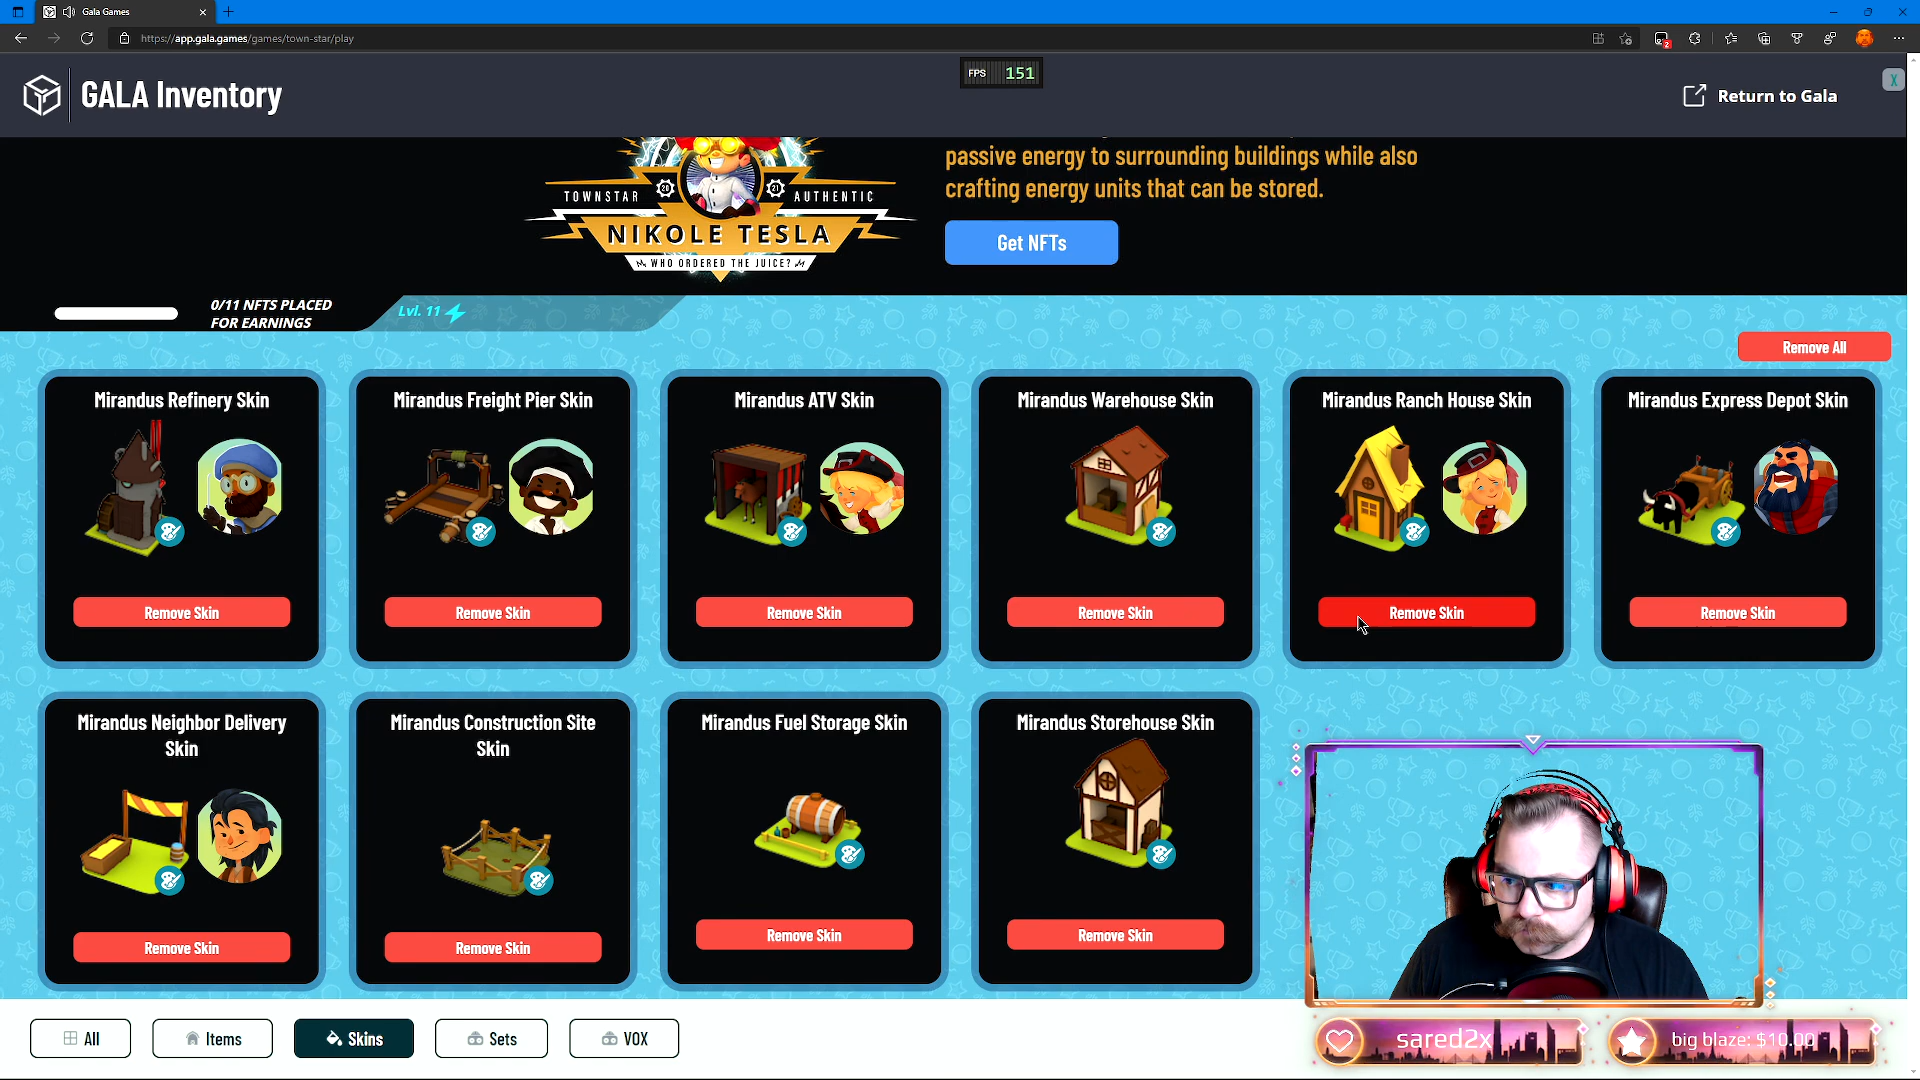 Gala Games
https://app.gala.games/games/town-star/play
2
GALA Inventory
FPS 151
Return to Gala
X
passive energy to surrounding buildings while also
crafting energy units that can be stored.
TOWNSTAR 20 21 AUTHENTIC
NIKOLE TESLA
WHO ORDERED THE JUICE?
Get NFTs
0/11 NFTS PLACED
FOR EARNINGS
Lvl. 11
Remove All
Mirandus Refinery Skin
Mirandus Freight Pier Skin
Mirandus ATV Skin
Mirandus Warehouse Skin
Mirandus Ranch House Skin
Mirandus Express Depot Skin
Remove Skin
Remove Skin
Remove Skin
Remove Skin
Remove Skin
Remove Skin
Mirandus Neighbor Delivery
Skin
Mirandus Construction Site
Skin
Mirandus Fuel Storage Skin
Mirandus Storehouse Skin
Remove Skin
Remove Skin
Remove Skin
Remove Skin
All
Items
Skins
Sets
VOX
sared2x
big blaze: $10.00